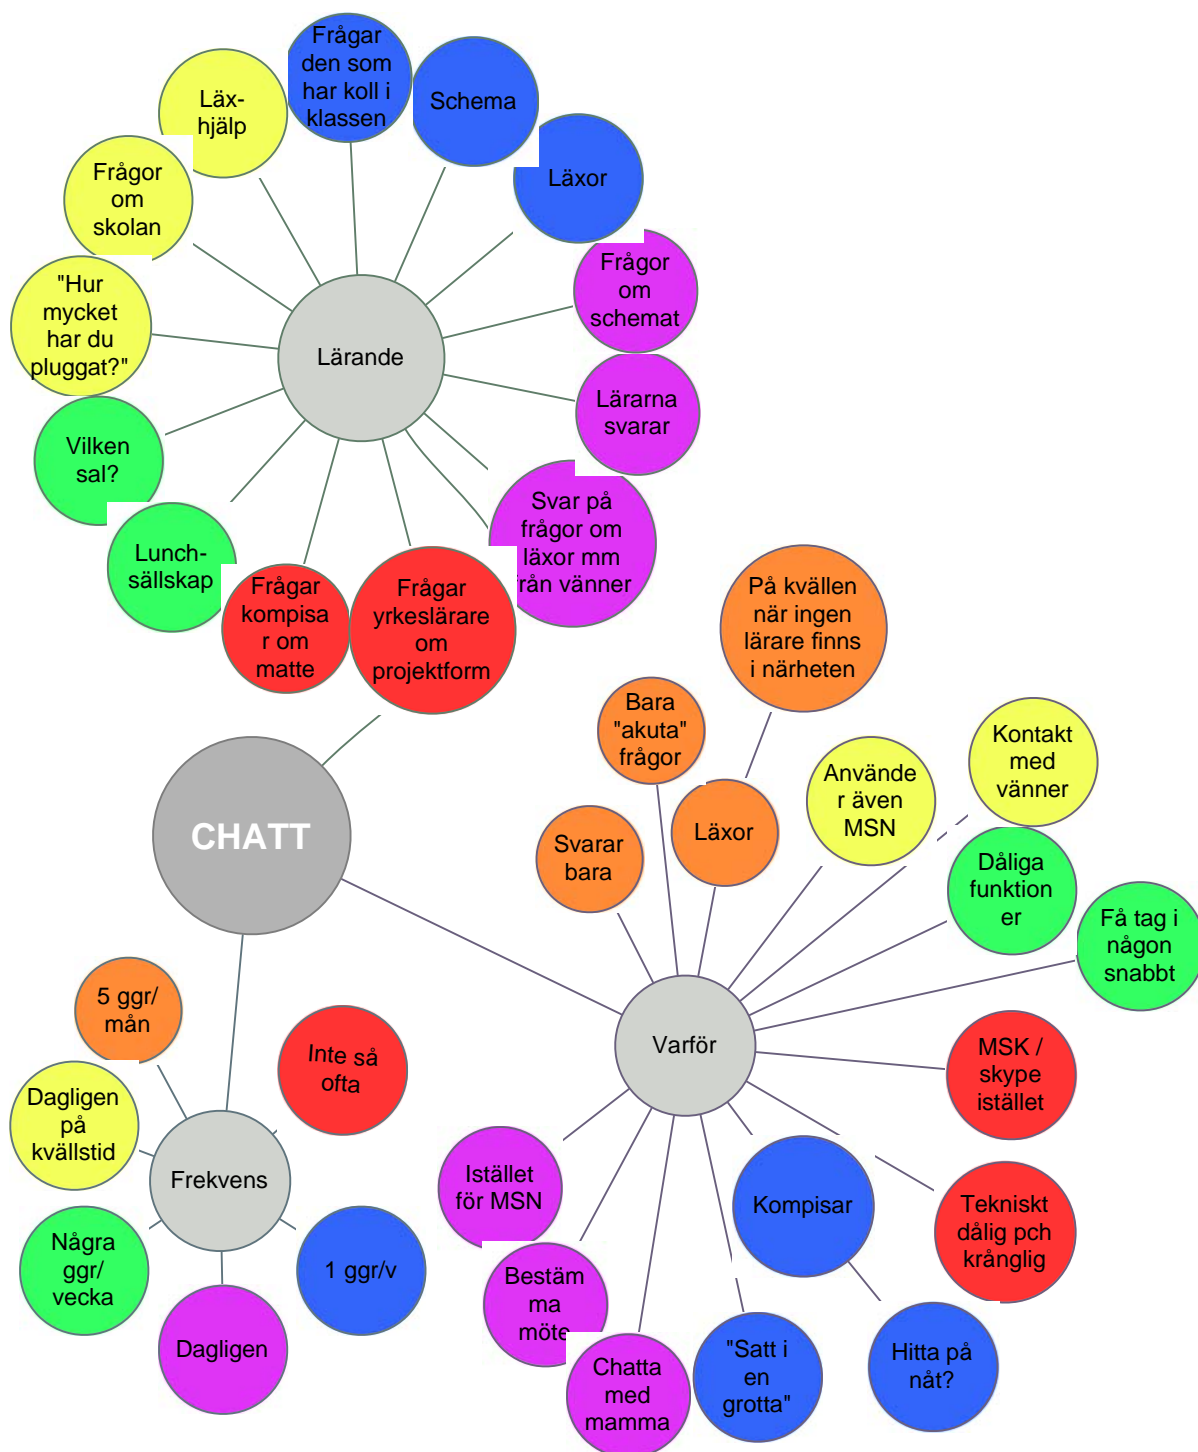 Frågar
den som
har koll i
klassen
Schema
Läx-
hjälp
Läxor
Frågor
om
skolan
Frågor
om
schemat
"Hur
mycket
har du
pluggat?"
Lärande
Lärarna
svarar
Vilken
sal?
Svar på
frågor om
läxor mm
från vänner
Lunch-
sällskap
Frågar
kompisa
r om
matte
Frågar
yrkeslärare
om
projektform
På kvällen
när ingen
lärare finns
i närheten
Bara
"akuta"
frågor
Kontakt
med
vänner
Använde
r även
MSN
CHATT
Svarar
bara
Läxor
Dåliga
funktion
er
Få tag i
någon
snabbt
5 ggr/
mån
Inte så
ofta
Varför
MSK /
skype
istället
Dagligen
på
kvällstid
Frekvens
Istället
för MSN
Kompisar
Tekniskt
dålig pch
krånglig
Några
ggr/
vecka
1 ggr/v
Bestäm
ma
möte
Dagligen
Chatta
med
mamma
"Satt i
en
grotta"
Hitta på
nåt?